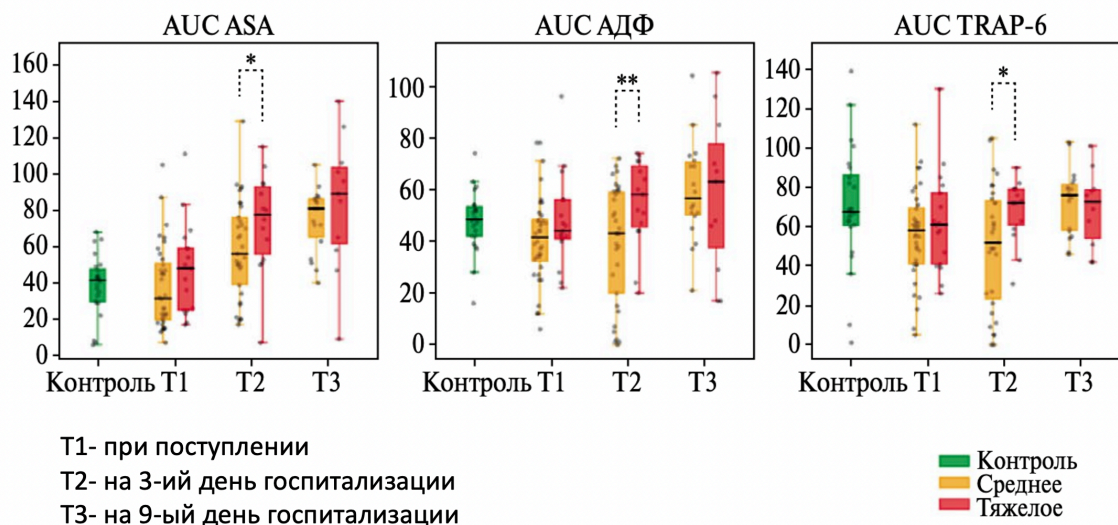 AUC ASA
160
140
120
100
80
60
40
20
0
*
Контроль T1 T2 T3
AUC АДФ
100
80
60
40
20
0
**
Контроль T1 T2 T3
AUC TRAP-6
140
120
100
80
60
40
20
0
*
Контроль T1 T2 T3
Т1- при поступлении
Т2- на 3-ий день госпитализации
Т3- на 9-ый день госпитализации
Контроль
Среднее
Тяжелое